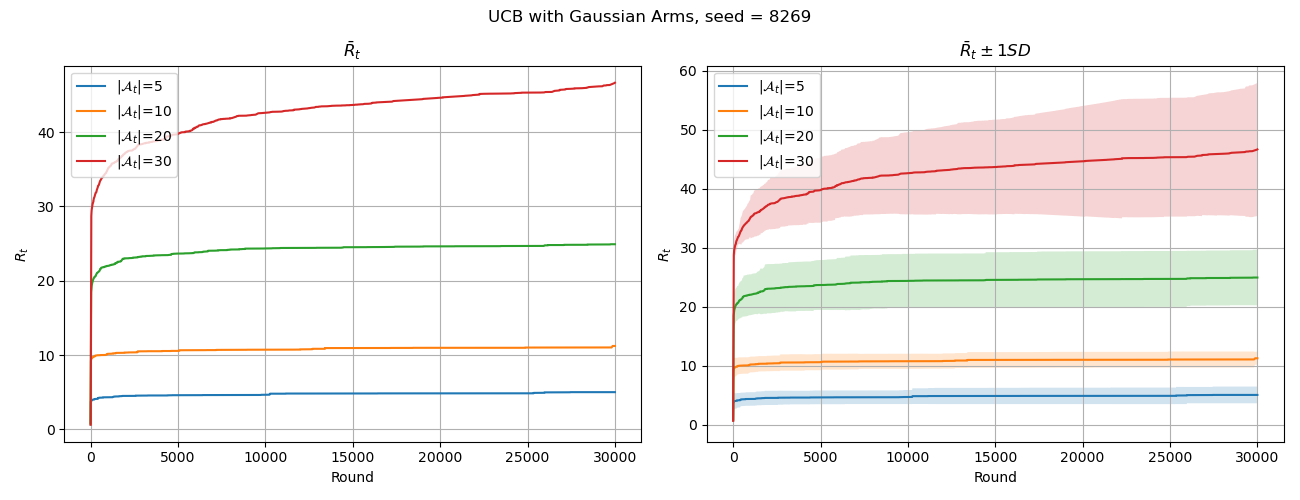 UCB with Gaussian Arms, seed = 8269
R̄ₜ
|𝒜ₜ|=5
|𝒜ₜ|=10
|𝒜ₜ|=20
|𝒜ₜ|=30
40
30
20
10
0
Rₜ
0 5000 10000 15000 20000 25000 30000
Round
R̄ₜ ± 1SD
|𝒜ₜ|=5
|𝒜ₜ|=10
|𝒜ₜ|=20
|𝒜ₜ|=30
60
50
40
30
20
10
0
Rₜ
0 5000 10000 15000 20000 25000 30000
Round